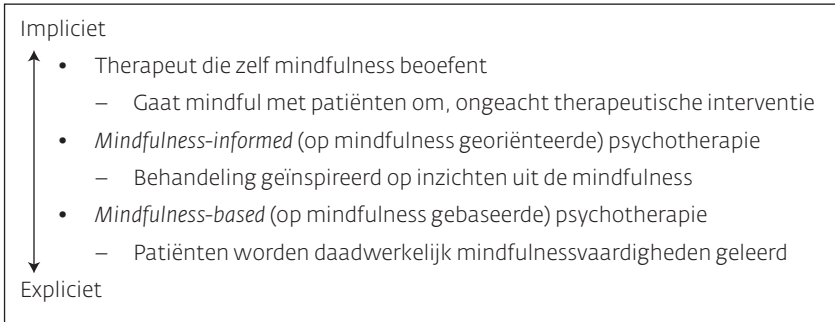 Impliciet
• Therapeut die zelf mindfulness beoefent
– Gaat mindful met patiënten om, ongeacht therapeutische interventie
• Mindfulness-informed (op mindfulness georiënteerde) psychotherapie
– Behandeling geïnspireerd op inzichten uit de mindfulness
• Mindfulness-based (op mindfulness gebaseerde) psychotherapie
– Patiënten worden daadwerkelijk mindfulnessvaardigheden geleerd
Expliciet